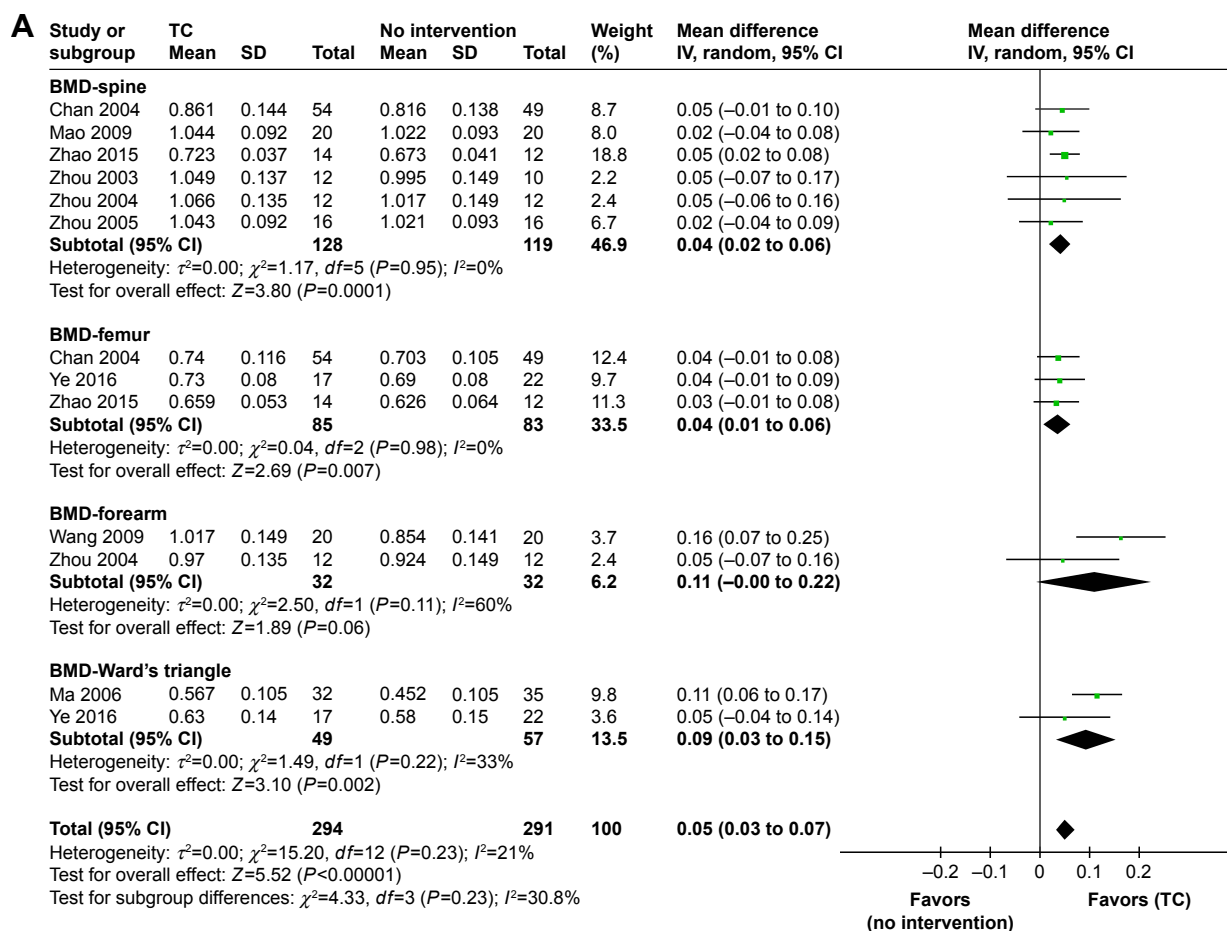 A
Study or TC No intervention Weight Mean difference Mean difference
subgroup Mean SD Total Mean SD Total (%) IV, random, 95% CI IV, random, 95% CI
BMD-spine
Chan 2004 0.861 0.144 54 0.816 0.138 49 8.7 0.05 (–0.01 to 0.10)
Mao 2009 1.044 0.092 20 1.022 0.093 20 8.0 0.02 (–0.04 to 0.08)
Zhao 2015 0.723 0.037 14 0.673 0.041 12 18.8 0.05 (0.02 to 0.08)
Zhou 2003 1.049 0.137 12 0.995 0.149 10 2.2 0.05 (–0.07 to 0.17)
Zhou 2004 1.066 0.135 12 1.017 0.149 12 2.4 0.05 (–0.06 to 0.16)
Zhou 2005 1.043 0.092 16 1.021 0.093 16 6.7 0.02 (–0.04 to 0.09)
Subtotal (95% CI) 128 119 46.9 0.04 (0.02 to 0.06)
Heterogeneity: τ²=0.00; χ²=1.17, df=5 (P=0.95); I²=0%
Test for overall effect: Z=3.80 (P=0.0001)
BMD-femur
Chan 2004 0.74 0.116 54 0.703 0.105 49 12.4 0.04 (–0.01 to 0.08)
Ye 2016 0.73 0.08 17 0.69 0.08 22 9.7 0.04 (–0.01 to 0.09)
Zhao 2015 0.659 0.053 14 0.626 0.064 12 11.3 0.03 (–0.01 to 0.08)
Subtotal (95% CI) 85 83 33.5 0.04 (0.01 to 0.06)
Heterogeneity: τ²=0.00; χ²=0.04, df=2 (P=0.98); I²=0%
Test for overall effect: Z=2.69 (P=0.007)
BMD-forearm
Wang 2009 1.017 0.149 20 0.854 0.141 20 3.7 0.16 (0.07 to 0.25)
Zhou 2004 0.97 0.135 12 0.924 0.149 12 2.4 0.05 (–0.07 to 0.16)
Subtotal (95% CI) 32 32 6.2 0.11 (–0.00 to 0.22)
Heterogeneity: τ²=0.00; χ²=2.50, df=1 (P=0.11); I²=60%
Test for overall effect: Z=1.89 (P=0.06)
BMD-Ward's triangle
Ma 2006 0.567 0.105 32 0.452 0.105 35 9.8 0.11 (0.06 to 0.17)
Ye 2016 0.63 0.14 17 0.58 0.15 22 3.6 0.05 (–0.04 to 0.14)
Subtotal (95% CI) 49 57 13.5 0.09 (0.03 to 0.15)
Heterogeneity: τ²=0.00; χ²=1.49, df=1 (P=0.22); I²=33%
Test for overall effect: Z=3.10 (P=0.002)
Total (95% CI) 294 291 100 0.05 (0.03 to 0.07)
Heterogeneity: τ²=0.00; χ²=15.20, df=12 (P=0.23); I²=21%
Test for overall effect: Z=5.52 (P<0.00001)
Test for subgroup differences: χ²=4.33, df=3 (P=0.23); I²=30.8%
–0.2 –0.1 0 0.1 0.2
Favors Favors (TC)
(no intervention)